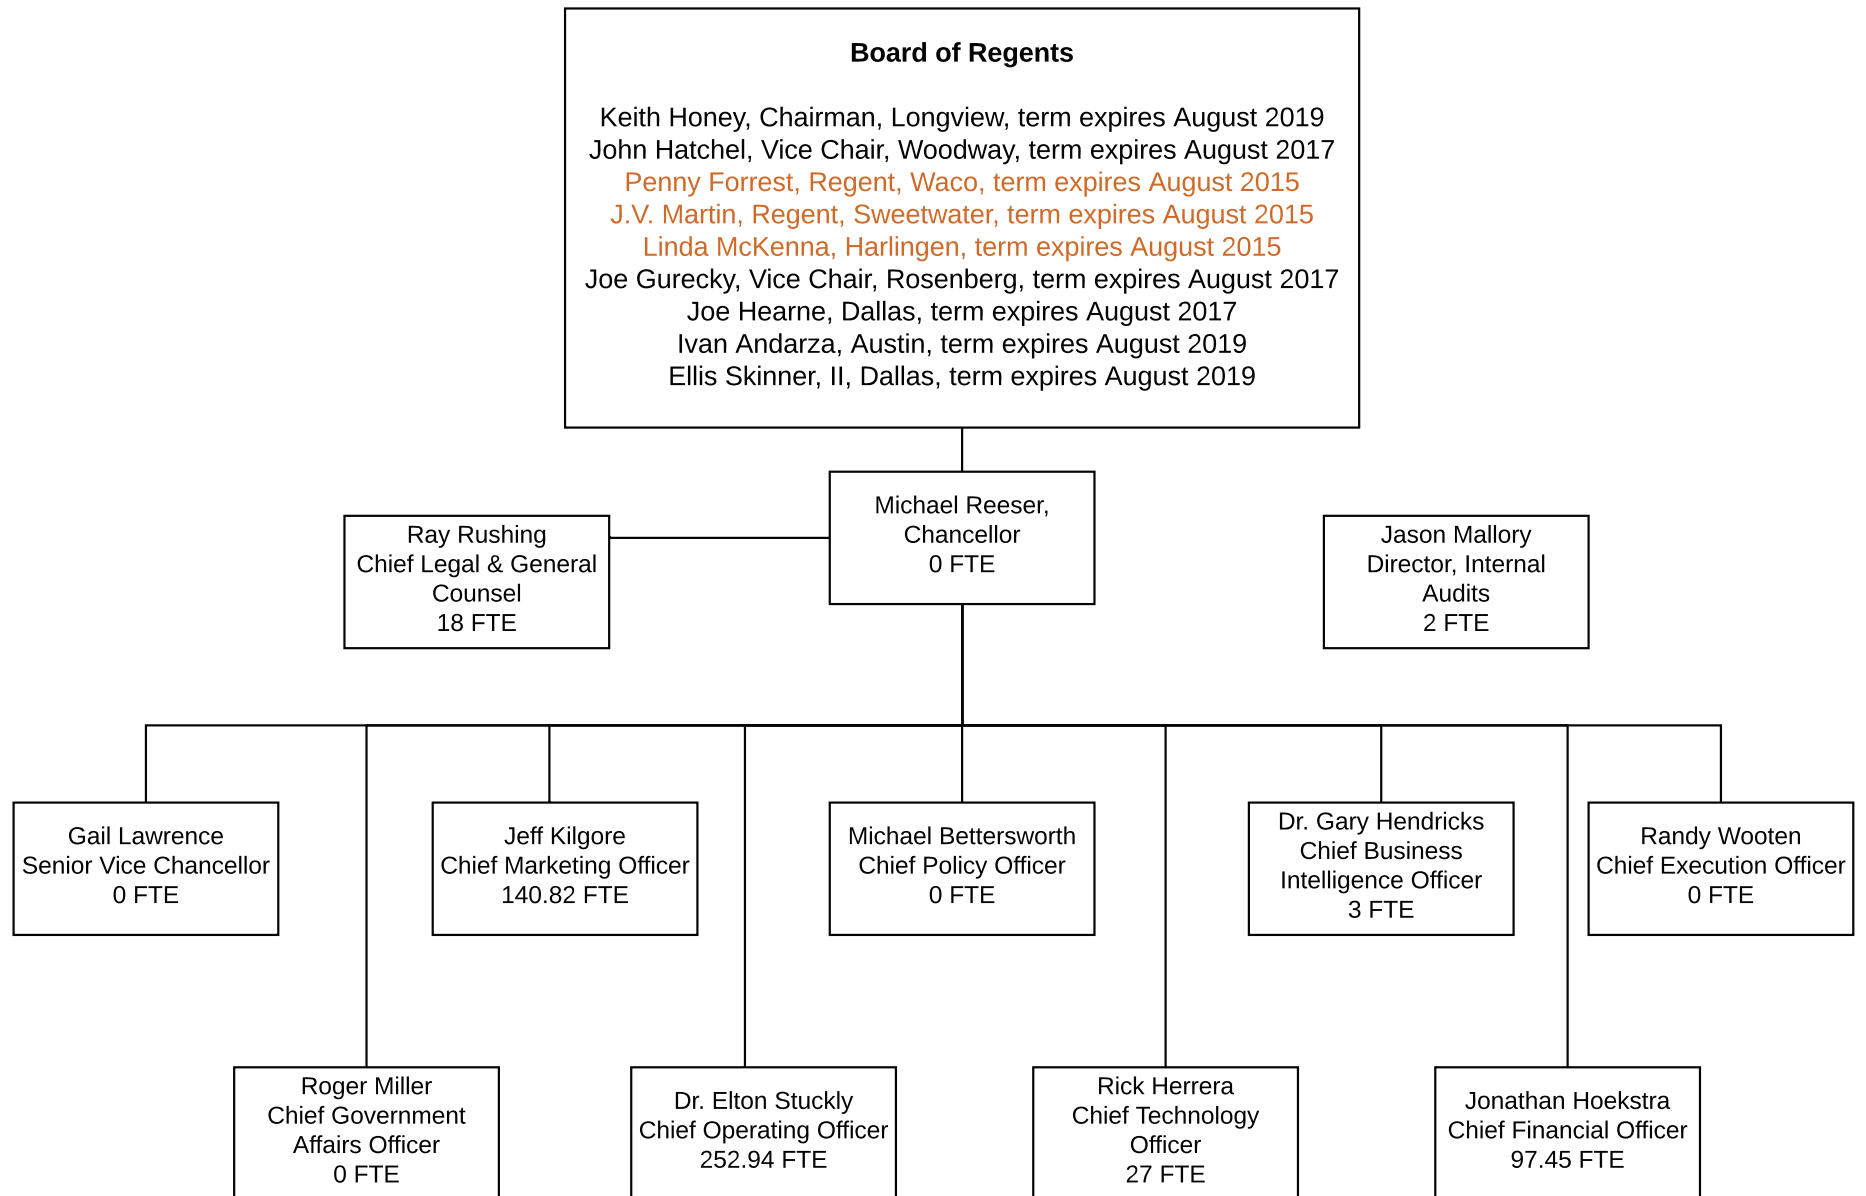 Board of Regents
Keith Honey, Chairman, Longview, term expires August 2019
John Hatchel, Vice Chair, Woodway, term expires August 2017
Penny Forrest, Regent, Waco, term expires August 2015
J.V. Martin, Regent, Sweetwater, term expires August 2015
Linda McKenna, Harlingen, term expires August 2015
Joe Gurecky, Vice Chair, Rosenberg, term expires August 2017
Joe Hearne, Dallas, term expires August 2017
Ivan Andarza, Austin, term expires August 2019
Ellis Skinner, II, Dallas, term expires August 2019
Michael Reeser,
Chancellor
0 FTE
Ray Rushing
Chief Legal & General
Counsel
18 FTE
Jason Mallory
Director, Internal
Audits
2 FTE
Gail Lawrence
Senior Vice Chancellor
0 FTE
Jeff Kilgore
Chief Marketing Officer
140.82 FTE
Michael Bettersworth
Chief Policy Officer
0 FTE
Dr. Gary Hendricks
Chief Business
Intelligence Officer
3 FTE
Randy Wooten
Chief Execution Officer
0 FTE
Roger Miller
Chief Government
Affairs Officer
0 FTE
Dr. Elton Stuckly
Chief Operating Officer
252.94 FTE
Rick Herrera
Chief Technology
Officer
27 FTE
Jonathan Hoekstra
Chief Financial Officer
97.45 FTE